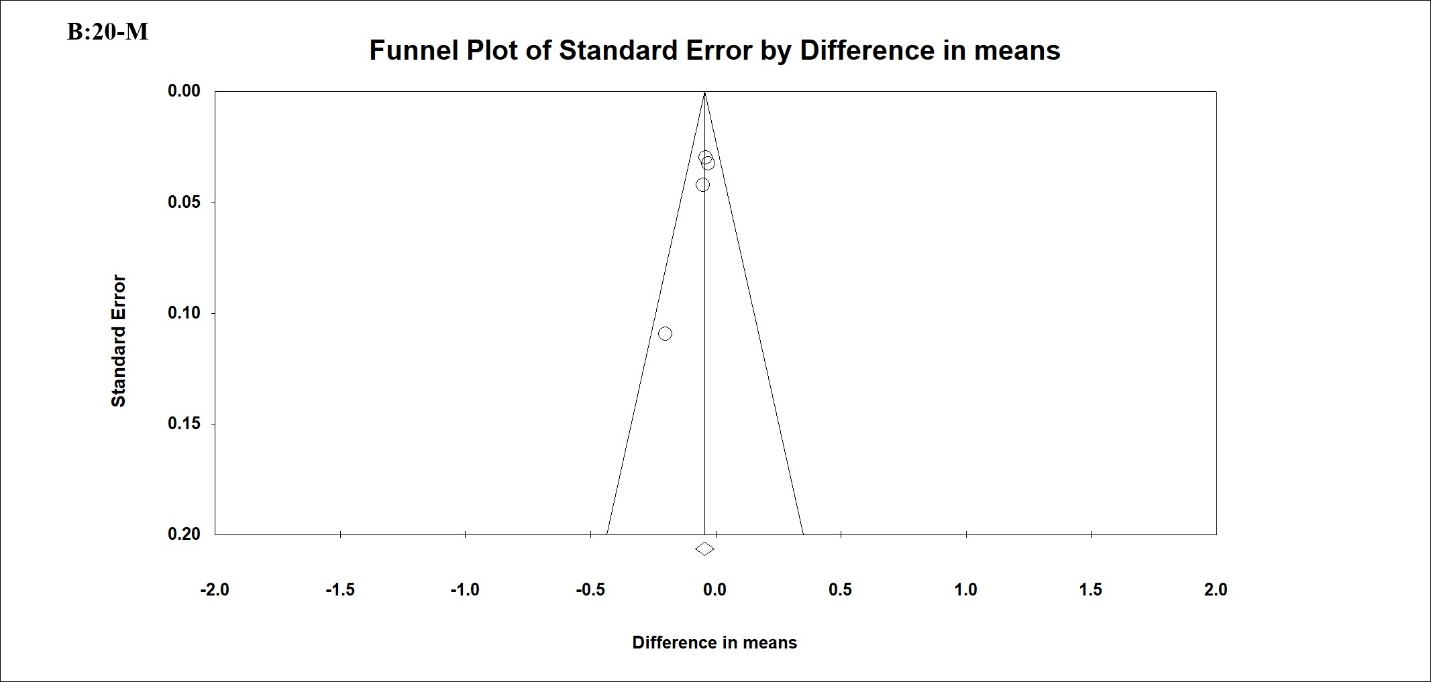 B:20-M
Funnel Plot of Standard Error by Difference in means
0.00
0.05
0.10
0.15
0.20
Standard Error
-2.0 -1.5 -1.0 -0.5 0.0 0.5 1.0 1.5 2.0
Difference in means